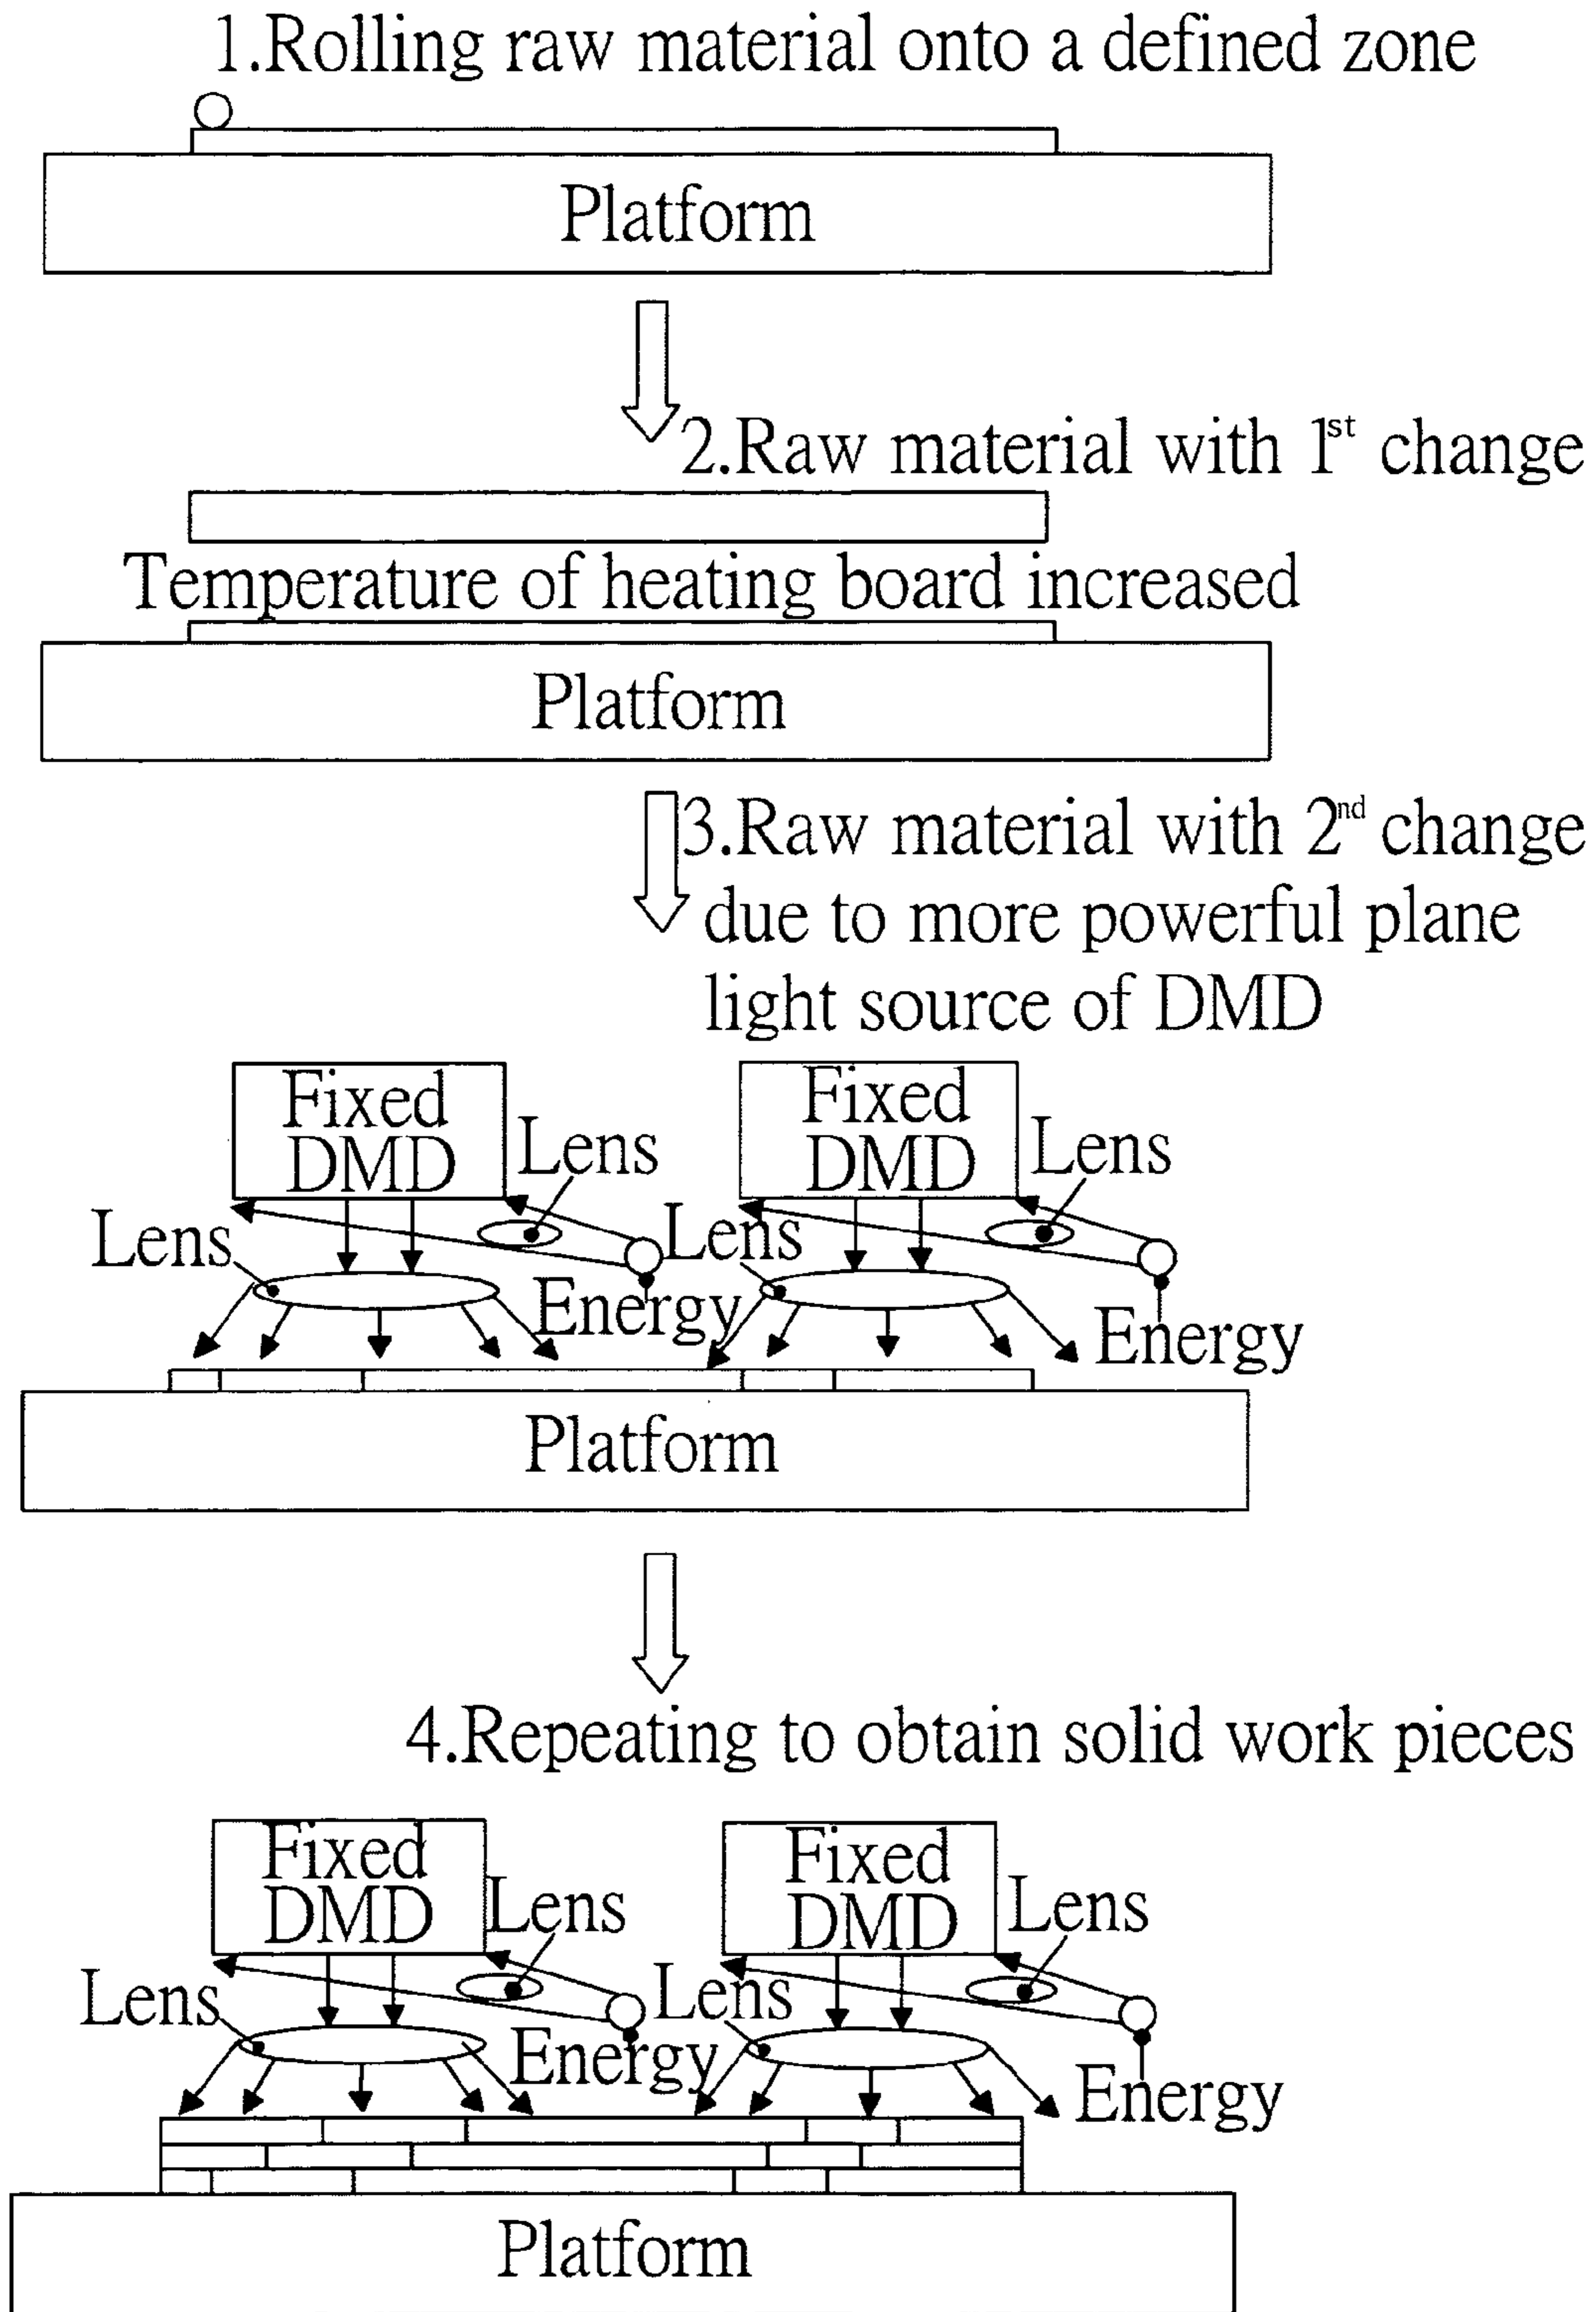 1.Rolling raw material onto a defined zone
Platform
2.Raw material with 1st change
Temperature of heating board increased
Platform
3.Raw material with 2nd change
due to more powerful plane
light source of DMD
Fixed
DMD
Lens
Fixed
DMD
Lens
Lens
Energy
Lens
Energy
Platform
4.Repeating to obtain solid work pieces
Fixed
DMD
Lens
Fixed
DMD
Lens
Lens
Energy
Lens
Energy
Platform